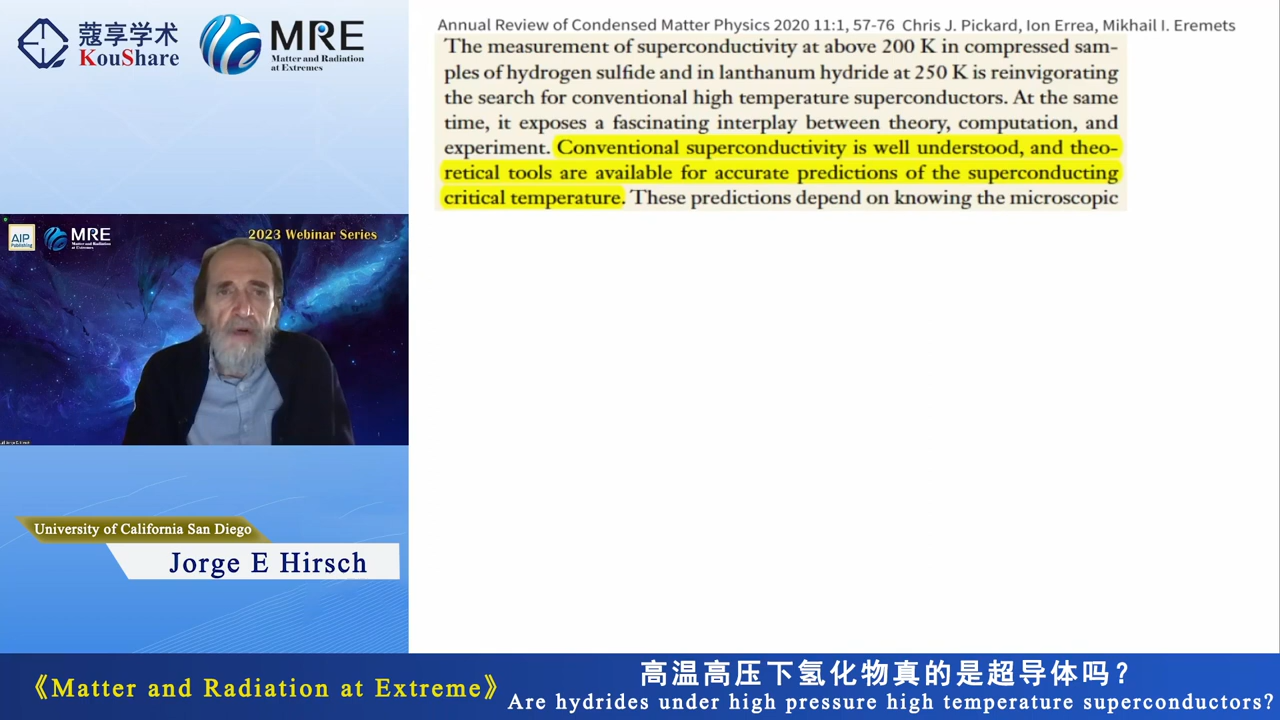 蔻享学术
KouShare
MRE
Matter and Radiation
at Extremes
Annual Review of Condensed Matter Physics 2020 11:1, 57-76 Chris J. Pickard, Ion Errea, Mikhail I. Eremets
The measurement of superconductivity at above 200 K in compressed sam-
ples of hydrogen sulfide and in lanthanum hydride at 250 K is reinvigorating
the search for conventional high temperature superconductors. At the same
time, it exposes a fascinating interplay between theory, computation, and
experiment. Conventional superconductivity is well understood, and theo-
retical tools are available for accurate predictions of the superconducting
critical temperature. These predictions depend on knowing the microscopic
AIP
Publishing
MRE
Matter and Radiation
at Extremes
2023 Webinar Series
University of California San Diego
Jorge E Hirsch
《Matter and Radiation at Extreme》
高温高压下氢化物真的是超导体吗?
Are hydrides under high pressure high temperature superconductors?